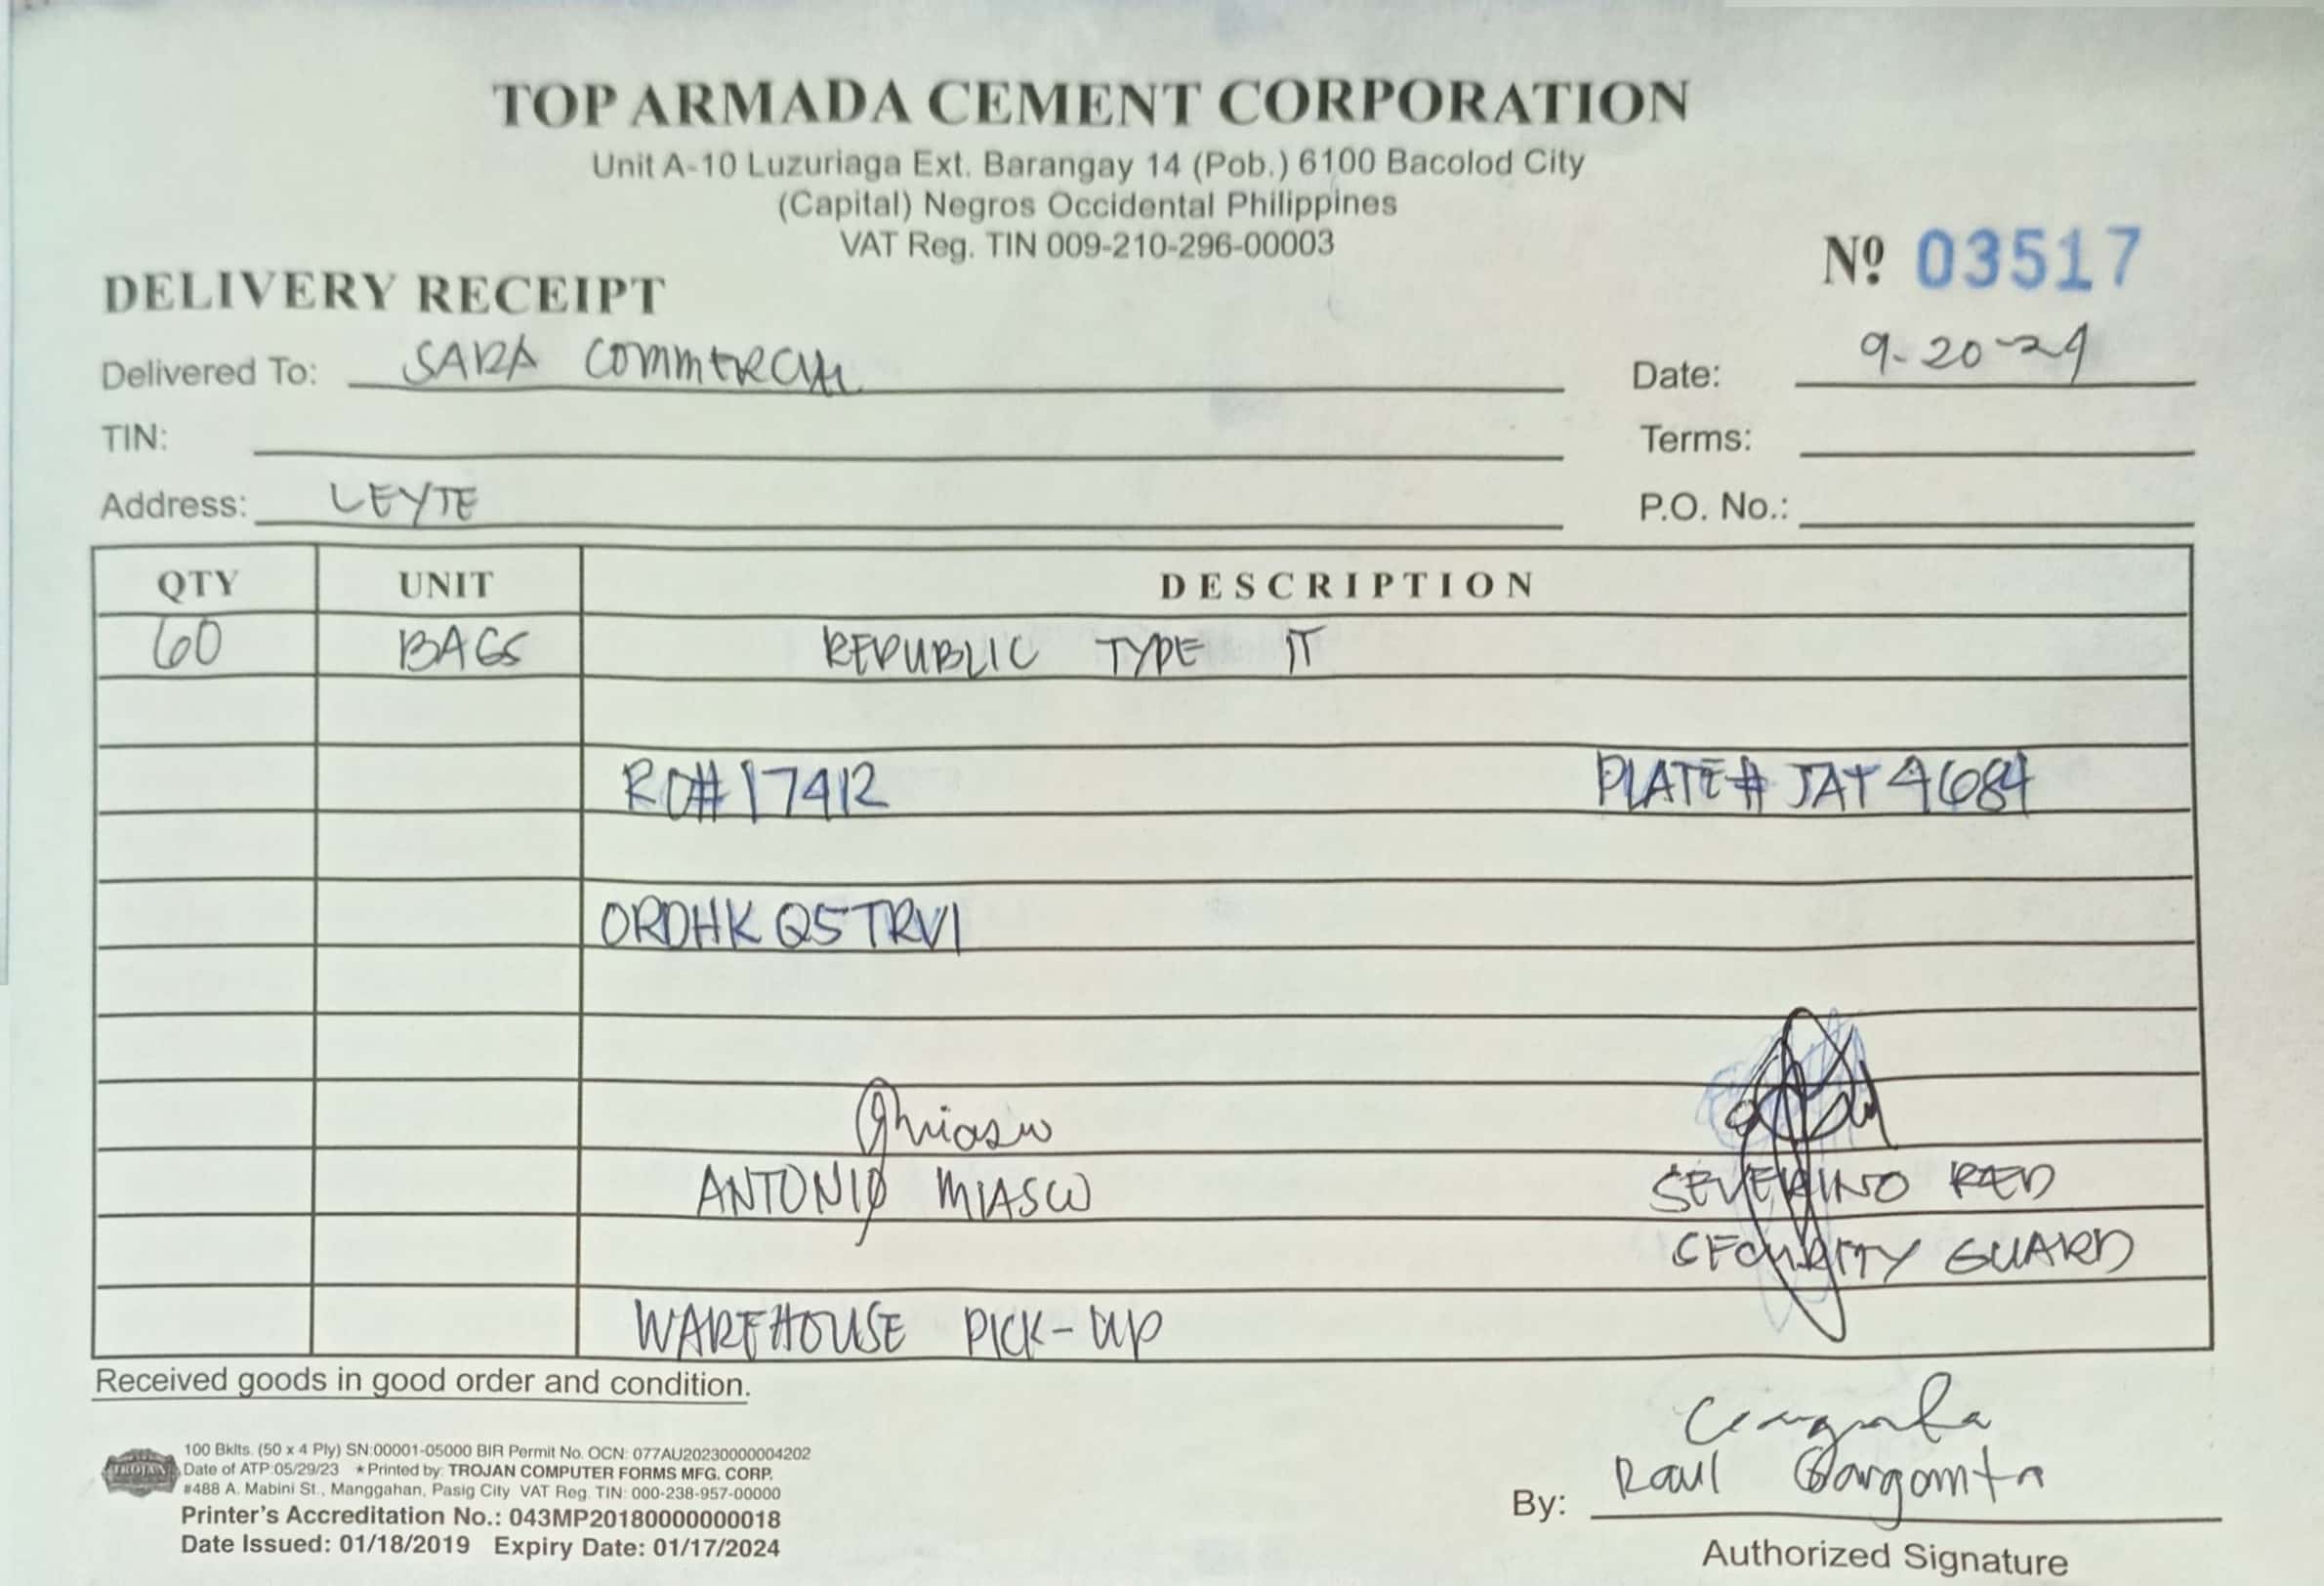 TOP ARMADA CEMENT CORPORATION
Unit A-10 Luzuriaga Ext. Barangay 14 (Pob.) 6100 Bacolod City
(Capital) Negros Occidental Philippines
VAT Reg. TIN 009-210-296-00003
Nº 03517
DELIVERY RECEIPT
Delivered To: SARA COMMERCIAL Date: 9-20-24
TIN: Terms:
Address: LEYTE P.O. No.:
QTY UNIT DESCRIPTION
60 BAGS REPUBLIC TYPE IT
RO# 17412 PLATE# JAT 4684
ORDHKQ5TRV1
ANTONIO MIASCO SEVERINO RED
SECURITY GUARD
WAREHOUSE PICK-UP
Received goods in good order and condition.
TROJAN
100 Bklts. (50 x 4 Ply) SN:00001-05000 BIR Permit No. OCN: 077AU20230000004202
Date of ATP:05/29/23 ★Printed by: TROJAN COMPUTER FORMS MFG. CORP.
#488 A. Mabini St., Manggahan, Pasig City VAT Reg. TIN: 000-238-957-00000
Printer's Accreditation No.: 043MP20180000000018
Date Issued: 01/18/2019 Expiry Date: 01/17/2024
By: Raul
Authorized Signature